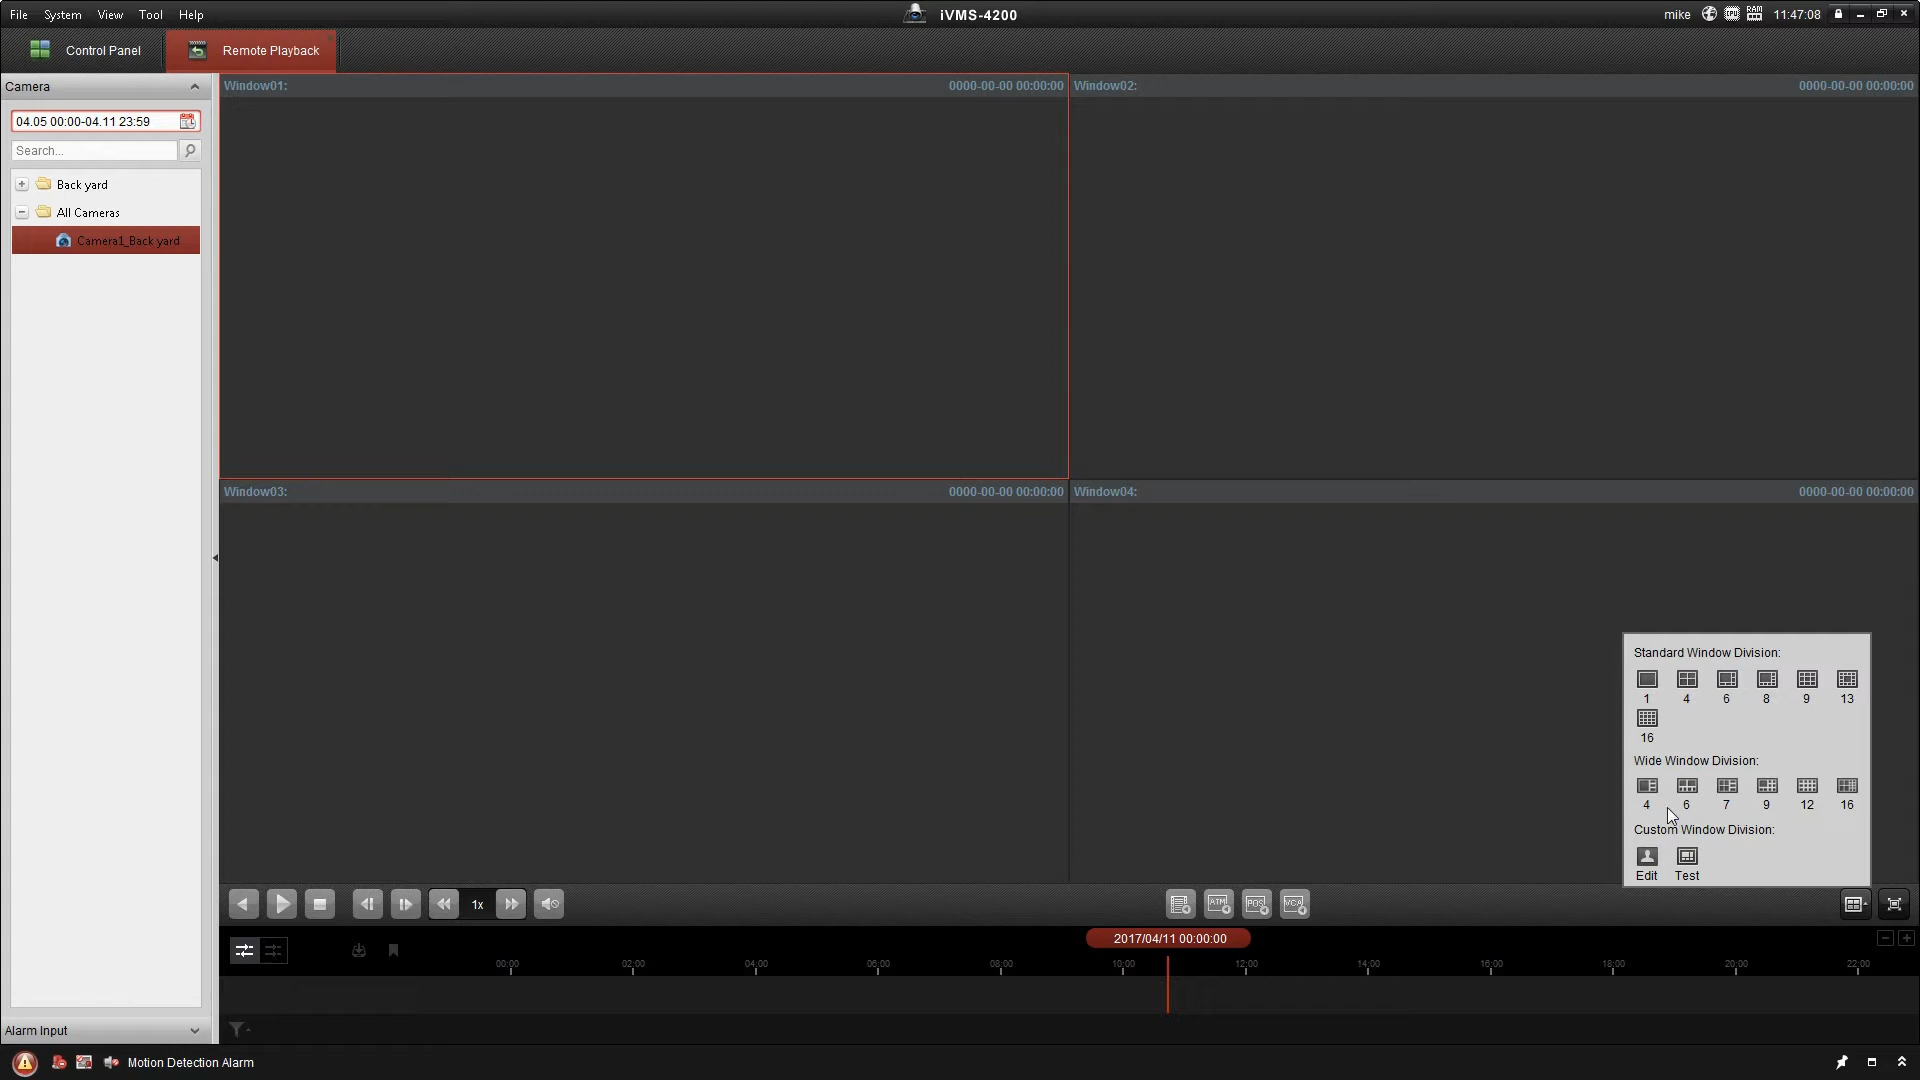 File System View Tool Help
iVMS-4200
mike 11:47:08
Control Panel
Remote Playback
Camera
04.05 00:00-04.11 23:59
Search...
Back yard
All Cameras
Camera1_Back yard
Window01: 0000-00-00 00:00:00
Window02: 0000-00-00 00:00:00
Window03: 0000-00-00 00:00:00
Window04: 0000-00-00 00:00:00
Standard Window Division:
1 4 6 8 9 13
16
Wide Window Division:
4 6 7 9 12 16
Custom Window Division:
Edit Test
1x
ATM POS VCA
2017/04/11 00:00:00
00:00 02:00 04:00 06:00 08:00 10:00 12:00 14:00 16:00 18:00 20:00 22:00
Alarm Input
Motion Detection Alarm